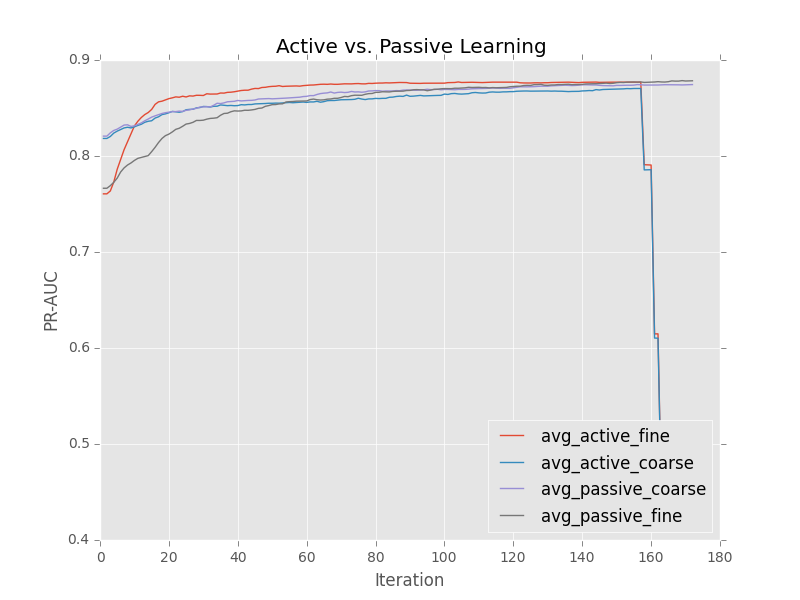 Active vs. Passive Learning
0.9
0.8
0.7
0.6
0.5
0.4
PR-AUC
avg_active_fine
avg_active_coarse
avg_passive_coarse
avg_passive_fine
0 20 40 60 80 100 120 140 160 180
Iteration